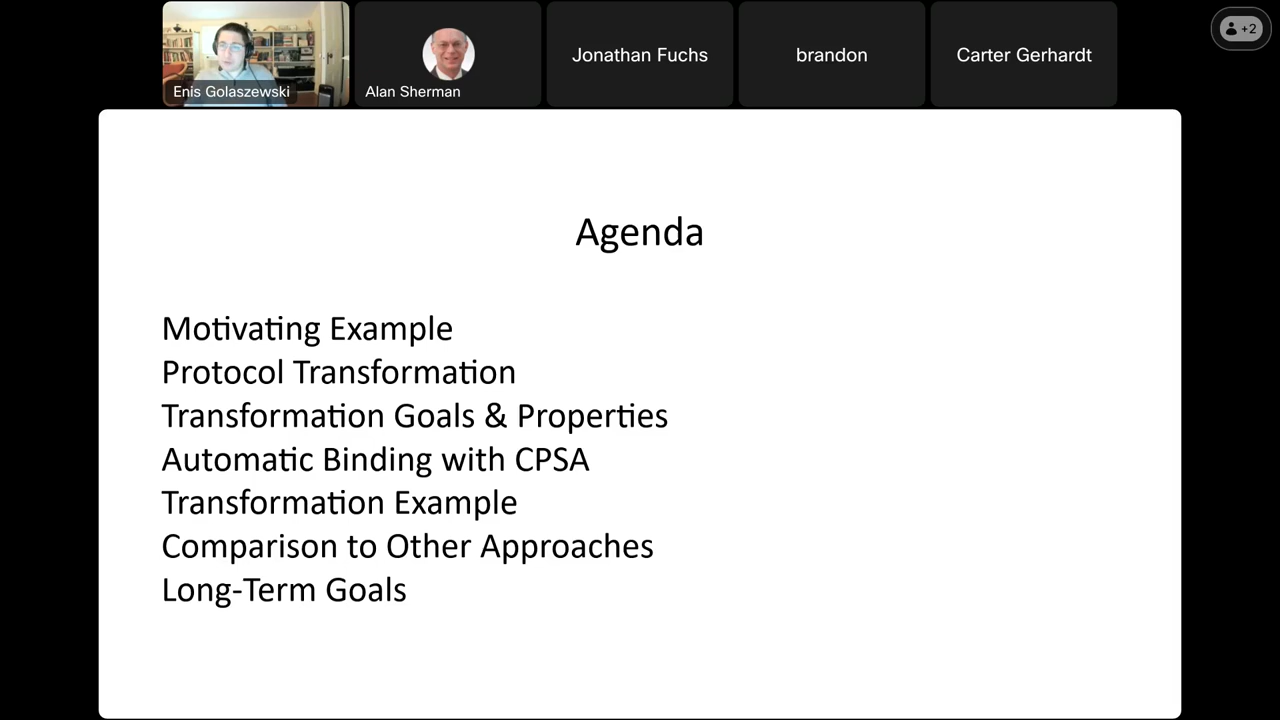 Enis Golaszewski
Alan Sherman
Jonathan Fuchs
brandon
Carter Gerhardt
+2
Agenda
Motivating Example
Protocol Transformation
Transformation Goals & Properties
Automatic Binding with CPSA
Transformation Example
Comparison to Other Approaches
Long-Term Goals